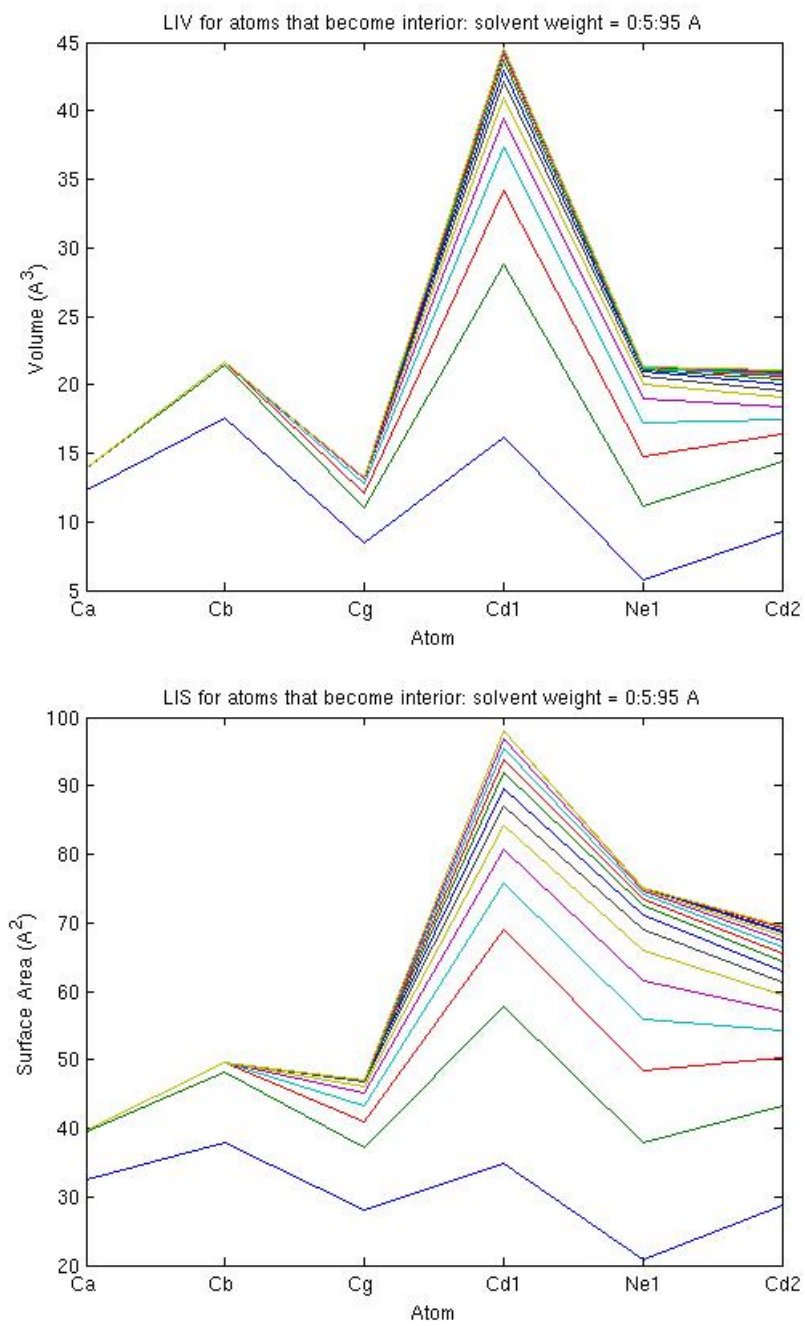 LIV for atoms that become interior: solvent weight = 0:5:95 A
45
40
35
30
25
20
15
10
5
Volume (A^3)
Ca Cb Cg Cd1 Ne1 Cd2
Atom
LIS for atoms that become interior: solvent weight = 0:5:95 A
100
90
80
70
60
50
40
30
20
Surface Area (A^2)
Ca Cb Cg Cd1 Ne1 Cd2
Atom